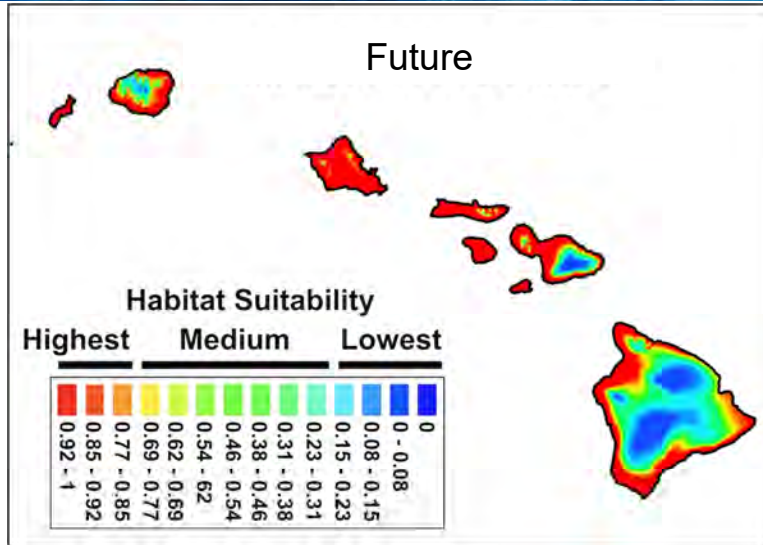 Future
Habitat Suitability
Highest Medium Lowest
0.92 - 1
0.85 - 0.92
0.77 - 0.85
0.69 - 0.77
0.62 - 0.69
0.54 - 62
0.46 - 0.54
0.38 - 0.46
0.31 - 0.38
0.23 - 0.31
0.15 - 0.23
0.08 - 0.15
0 - 0.08
0